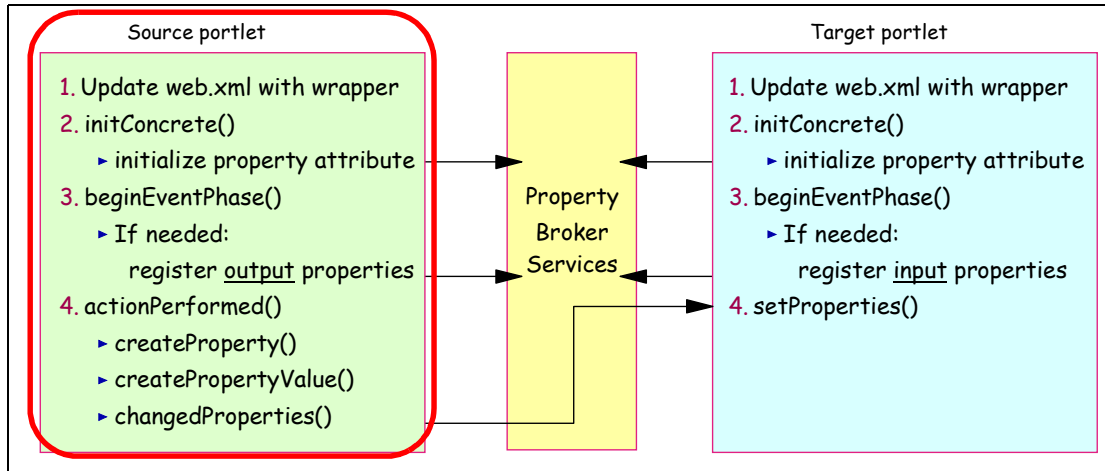 Source portlet
1. Update web.xml with wrapper
2. initConcrete()
► initialize property attribute
3. beginEventPhase()
► If needed:
register output properties
4. actionPerformed()
► createProperty()
► createPropertyValue()
► changedProperties()
Property
Broker
Services
Target portlet
1. Update web.xml with wrapper
2. initConcrete()
► initialize property attribute
3. beginEventPhase()
► If needed:
register input properties
4. setProperties()